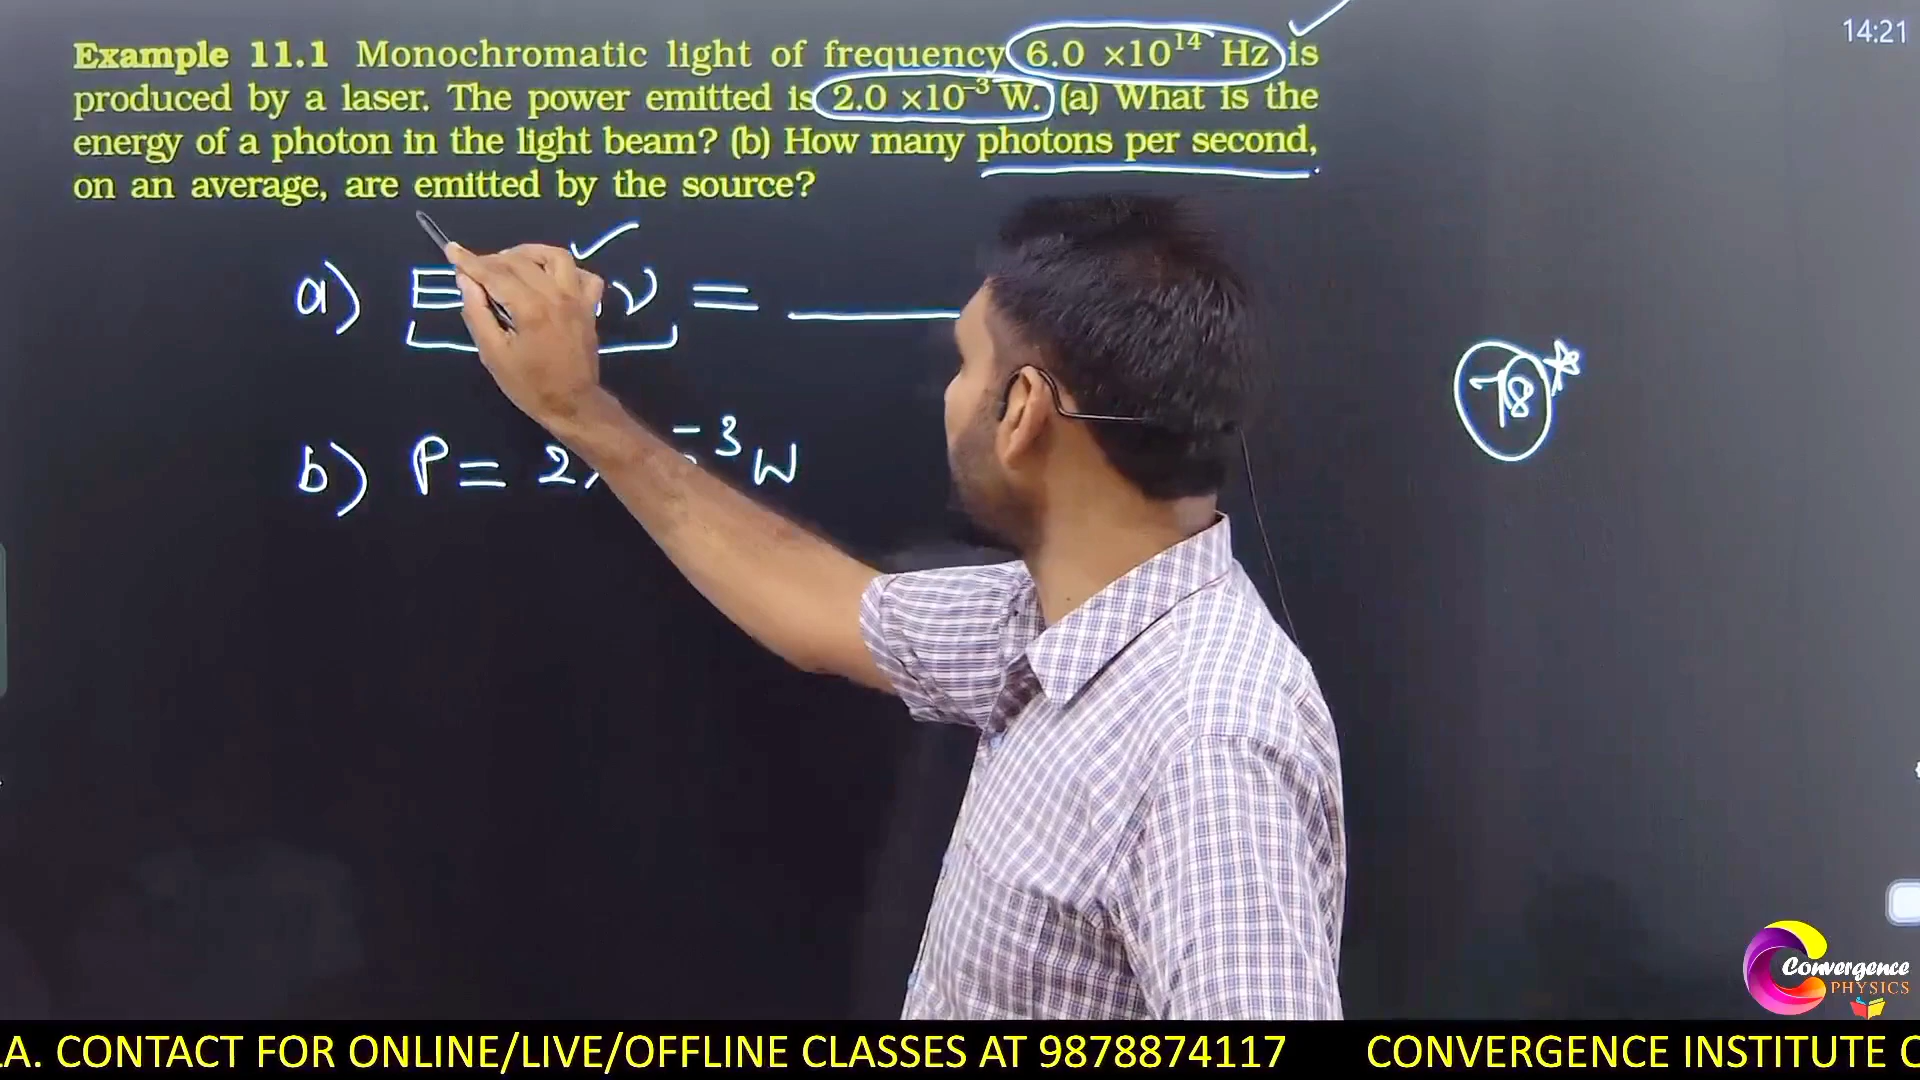 14:21
Example 11.1 Monochromatic light of frequency 6.0 ×10¹⁴ Hz is
produced by a laser. The power emitted is 2.0 ×10⁻³ W. (a) What is the
energy of a photon in the light beam? (b) How many photons per second,
on an average, are emitted by the source?
a) E ν =
78
b) P = 2 ⁻³ W
Convergence
PHYSICS
A. CONTACT FOR ONLINE/LIVE/OFFLINE CLASSES AT 9878874117 CONVERGENCE INSTITUTE